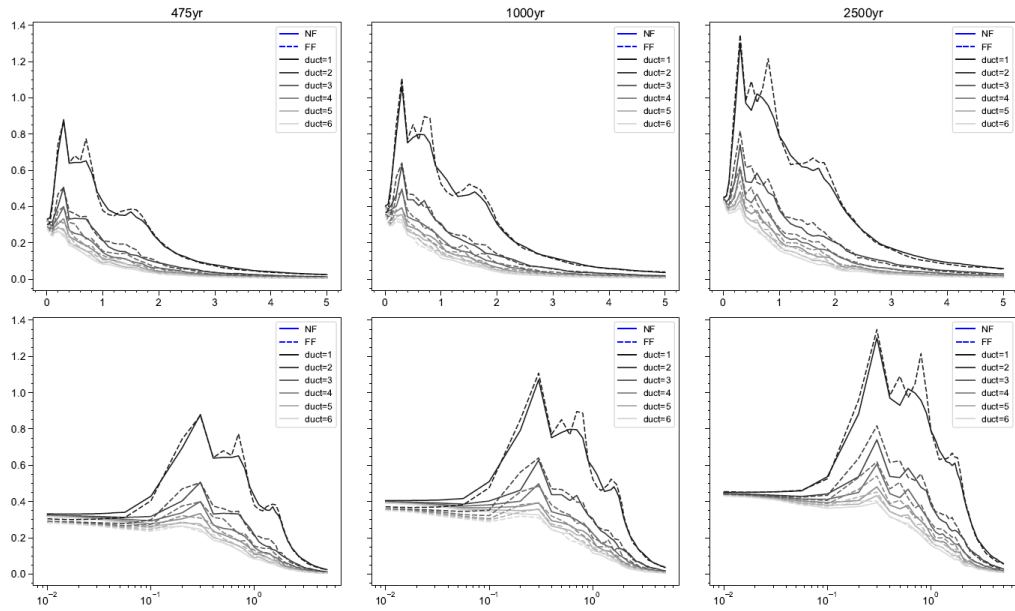 475yr
1000yr
2500yr
1.4
1.2
1.0
0.8
0.6
0.4
0.2
0.0
NF
FF
duct=1
duct=2
duct=3
duct=4
duct=5
duct=6
0 1 2 3 4 5
NF
FF
duct=1
duct=2
duct=3
duct=4
duct=5
duct=6
0 1 2 3 4 5
NF
FF
duct=1
duct=2
duct=3
duct=4
duct=5
duct=6
0 1 2 3 4 5
1.4
1.2
1.0
0.8
0.6
0.4
0.2
0.0
NF
FF
duct=1
duct=2
duct=3
duct=4
duct=5
duct=6
10⁻² 10⁻¹ 10⁰
NF
FF
duct=1
duct=2
duct=3
duct=4
duct=5
duct=6
10⁻² 10⁻¹ 10⁰
NF
FF
duct=1
duct=2
duct=3
duct=4
duct=5
duct=6
10⁻² 10⁻¹ 10⁰